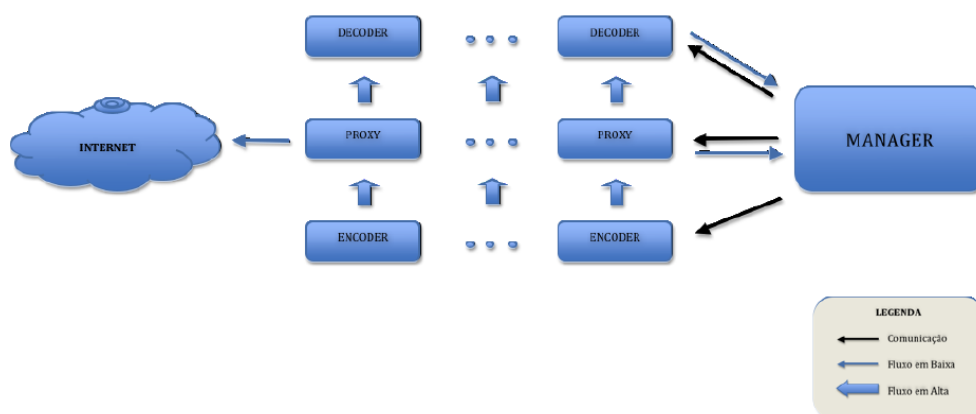 DECODER
DECODER
INTERNET
PROXY
PROXY
MANAGER
ENCODER
ENCODER
LEGENDA
Comunicação
Fluxo em Baixa
Fluxo em Alta